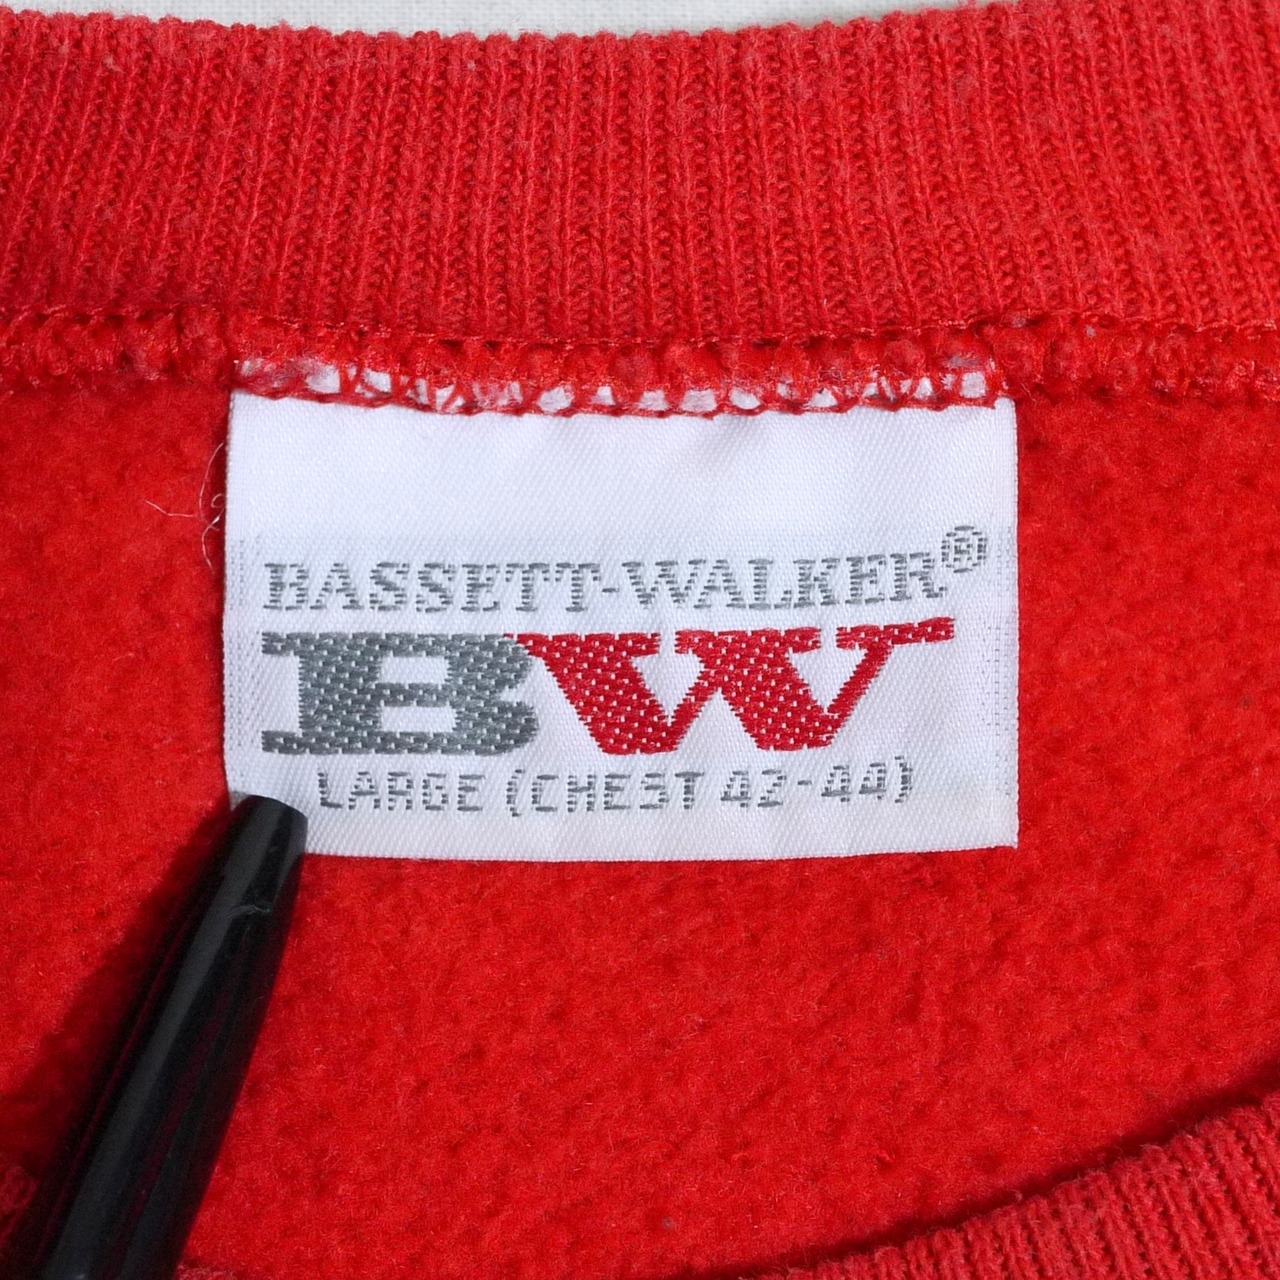 BASSETT-WALKER®
BW
LARGE (CHEST 42-44)